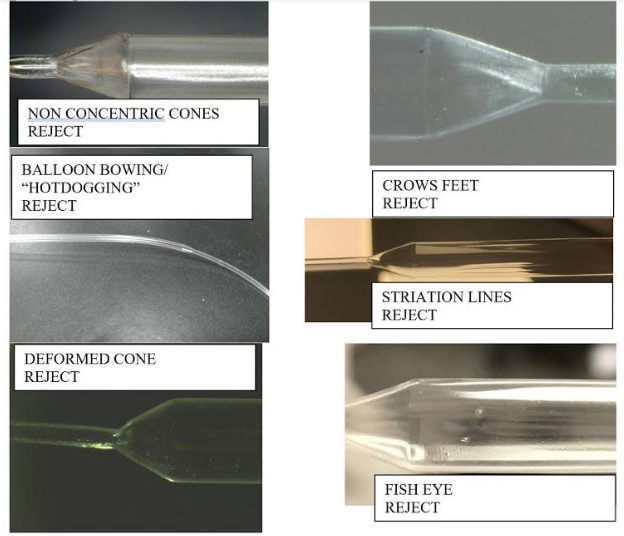 NON CONCENTRIC CONES
REJECT
BALLOON BOWING/
“HOTDOGGING”
REJECT
DEFORMED CONE
REJECT
CROWS FEET
REJECT
STRIATION LINES
REJECT
FISH EYE
REJECT